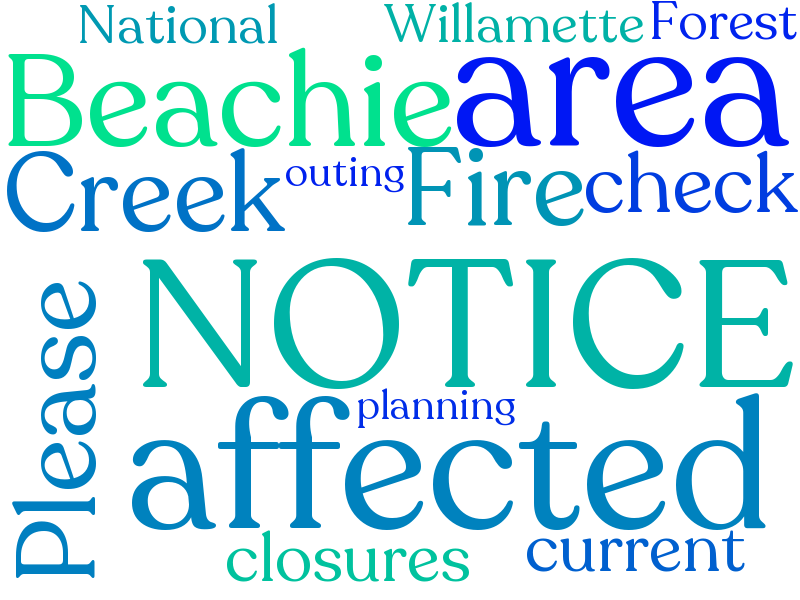 National Willamette Forest
Beachie area
Creek outing Fire check
NOTICE
Please
planning
affected
closures current